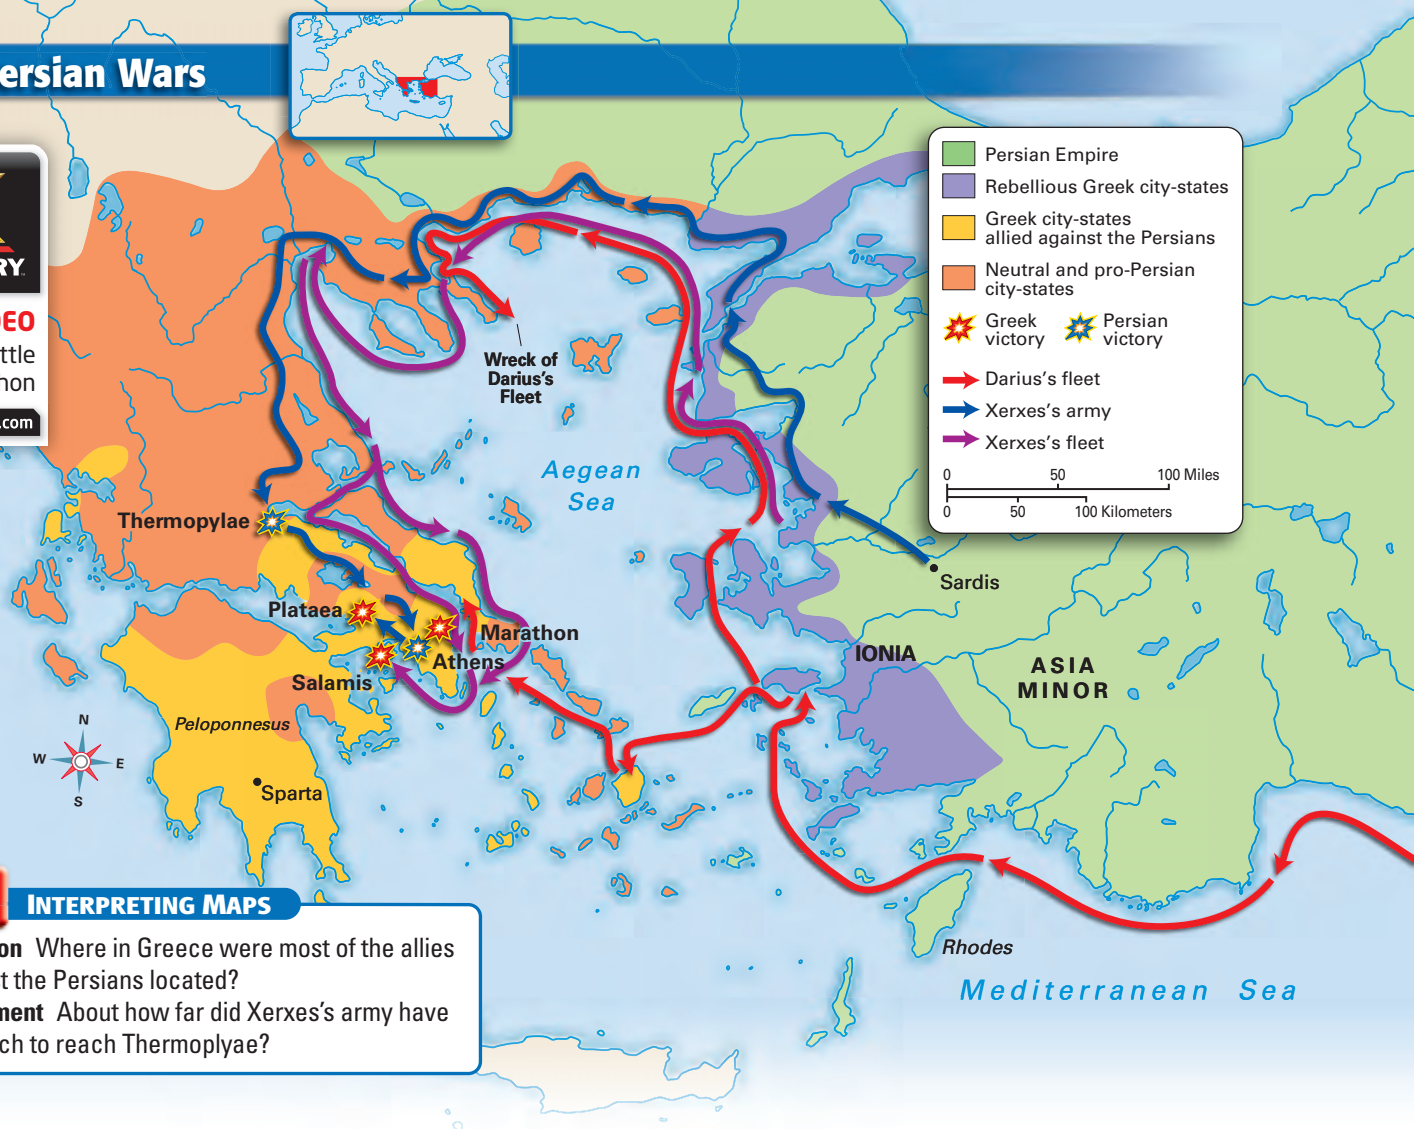 ersian Wars
RY
DEO
ttle
hon
.com
Persian Empire
Rebellious Greek city-states
Greek city-states
allied against the Persians
Neutral and pro-Persian
city-states
Greek
victory
Persian
victory
Darius's fleet
Xerxes's army
Xerxes's fleet
0 50 100 Miles
0 50 100 Kilometers
Wreck of
Darius's
Fleet
Aegean
Sea
Thermopylae
Sardis
Plataea
Marathon
Athens
Salamis
IONIA
ASIA
MINOR
Peloponnesus
N
W E
S
Sparta
Rhodes
Mediterranean Sea
INTERPRETING MAPS
on Where in Greece were most of the allies
t the Persians located?
ment About how far did Xerxes's army have
ch to reach Thermoplyae?